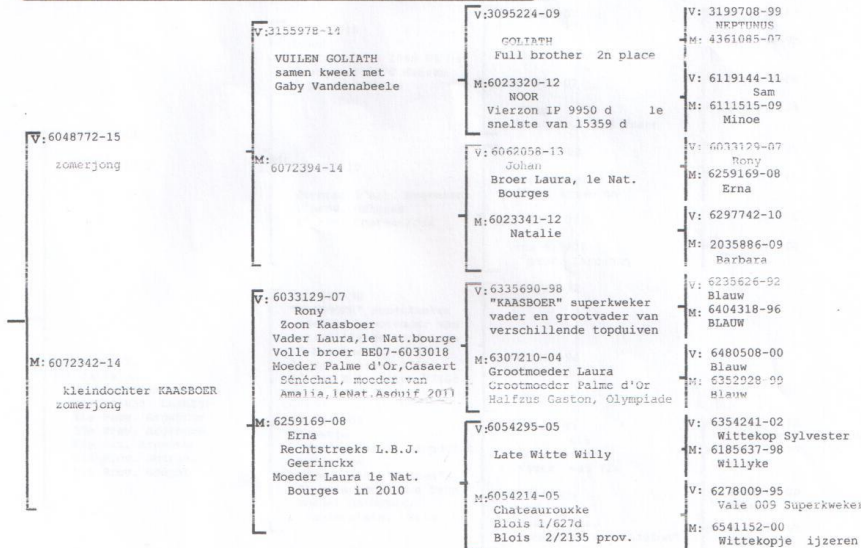 V:6048772-15
zomerjong
M:6072342-14
kleindochter KAASBOER
zomerjong
V:3155978-14
VUILEN GOLIATH
samen kweek met
Gaby Vandenabeele
M:
6072394-14
V:6033129-07
Rony
Zoon Kaasboer
Vader Laura,1e Nat.bourge
Volle broer BE07-6033018
Moeder Palme d'Or,Casaert
Sénéchal, moeder van
Amalia,1eNat.Asduif 2011
M:6259169-08
Erna
Rechtstreeks L.B.J.
Geerinckx
Moeder Laura 1e Nat.
Bourges in 2010
V:3095224-09
GOLIATH
Full brother 2n place
M:6023320-12
NOOR
Vierzon IP 9950 d 1e
snelste van 15359 d
V:6062058-13
Johan
Broer Laura, 1e Nat.
Bourges
M:6023341-12
Natalie
V:6335690-98
"KAASBOER" superkweker
vader en grootvader van
verschillende topduiven
M:6307210-04
Grootmoeder Laura
Grootmoeder Palme d'Or
Halfzus Gaston, Olympiade
V:6054295-05
Late Witte Willy
M:6054214-05
Chateaurouxke
Blois 1/627d
Blois 2/2135 prov.
V: 3199708-99
NEPTUNUS
M: 4361085-07
V: 6119144-11
Sam
M: 6111515-09
Minoe
V: 6033129-07
Rony
M: 6259169-08
Erna
V: 6297742-10
M: 2035886-09
Barbara
V: 6235626-92
Blauw
M: 6404318-96
BLAUW
V: 6480508-00
Blauw
M: 6352928-99
Blauw
V: 6354241-02
Wittekop Sylvester
M: 6185637-98
Willyke
V: 6278009-95
Vale 009 Superkweker
M: 6541152-00
Wittekopje ijzeren